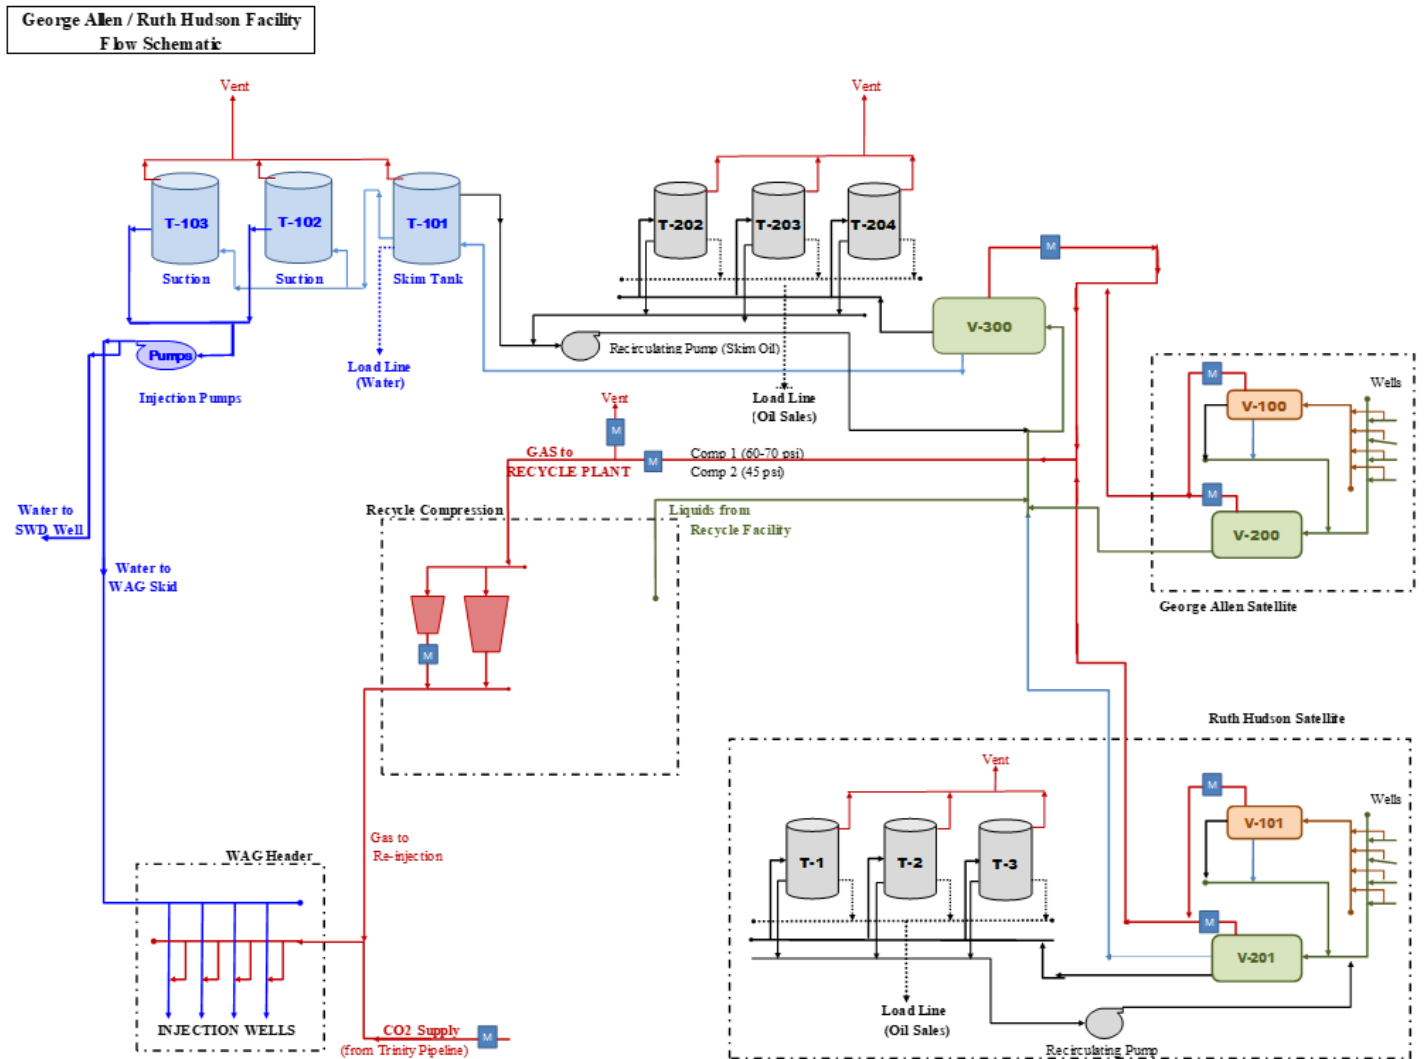 George Allen / Ruth Hudson Facility
Flow Schematic
Vent
Vent
T-103
T-102
T-101
Suction
Suction
Skim Tank
T-202
T-203
T-204
M
V-300
Pumps
Injection Pumps
Load Line
(Water)
Recirculating Pump (Skim Oil)
Load Line
(Oil Sales)
M
V-100
Wells
M
V-200
George Allen Satellite
Vent
M
GAS to
RECYCLE PLANT
M
Comp 1 (60-70 psi)
Comp 2 (45 psi)
Water to
SWD Well
Water to
WAG Skid
Recycle Compression
Liquids from
Recycle Facility
M
Ruth Hudson Satellite
Vent
M
V-101
Wells
T-1
T-2
T-3
M
V-201
Load Line
(Oil Sales)
Recirculating Pump
Gas to
Re-injection
WAG Header
INJECTION WELLS
CO2 Supply
M
(from Trinity Pipeline)